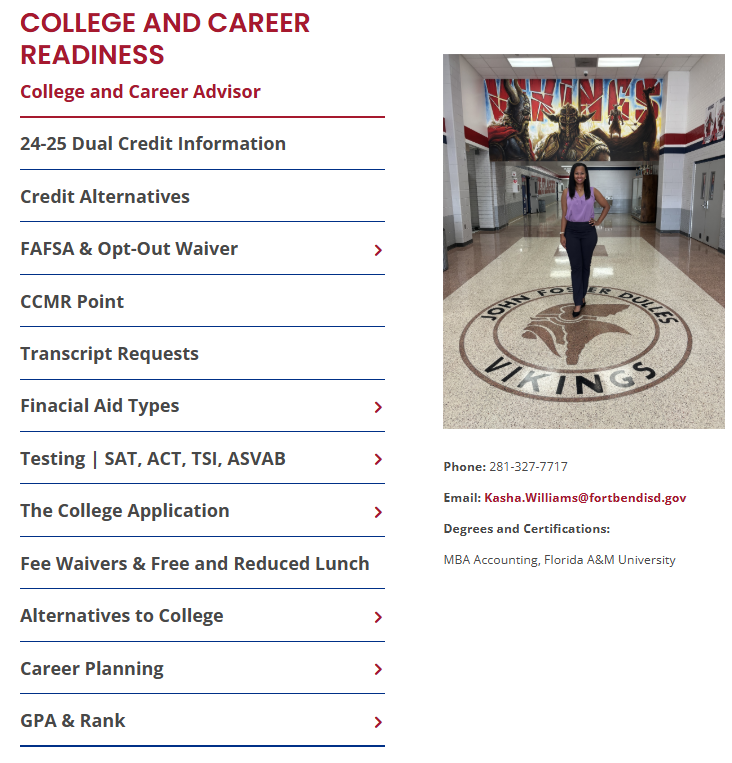 COLLEGE AND CAREER
READINESS
College and Career Advisor
24-25 Dual Credit Information
Credit Alternatives
FAFSA & Opt-Out Waiver
CCMR Point
Transcript Requests
Finacial Aid Types
Testing | SAT, ACT, TSI, ASVAB
The College Application
Fee Waivers & Free and Reduced Lunch
Alternatives to College
Career Planning
GPA & Rank
VIKINGS
JOHN FOSTER DULLES
VIKINGS
Phone: 281-327-7717
Email: Kasha.Williams@fortbendisd.gov
Degrees and Certifications:
MBA Accounting, Florida A&M University